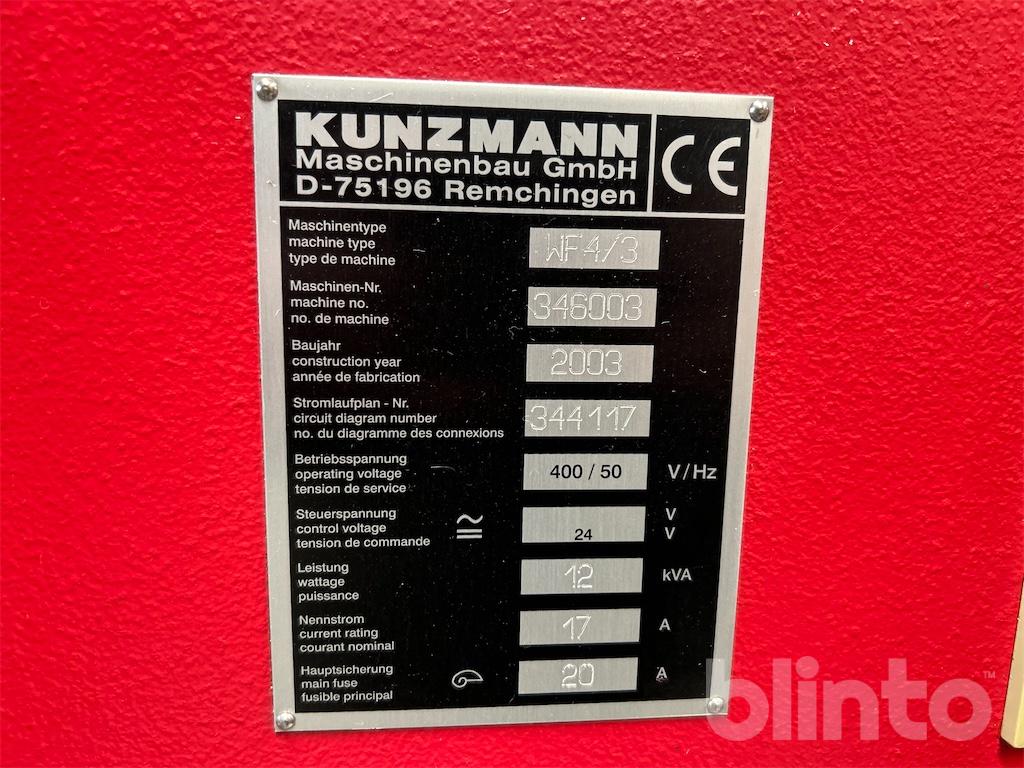 KUNZMANN
Maschinenbau GmbH
D-75196 Remchingen
CE
Maschinentype
machine type
type de machine
WF4/3
Maschinen-Nr.
machine no.
no. de machine
346003
Baujahr
construction year
année de fabrication
2003
Stromlaufplan - Nr.
circuit diagram number
no. du diagramme des connexions
344117
Betriebsspannung
operating voltage
tension de service
400 / 50 V / Hz
Steuerspannung
control voltage
tension de commande
V
24 V
Leistung
wattage
puissance
12 kVA
Nennstrom
current rating
courant nominal
17 A
Hauptsicherung
main fuse
fusible principal
20 A
blinto™